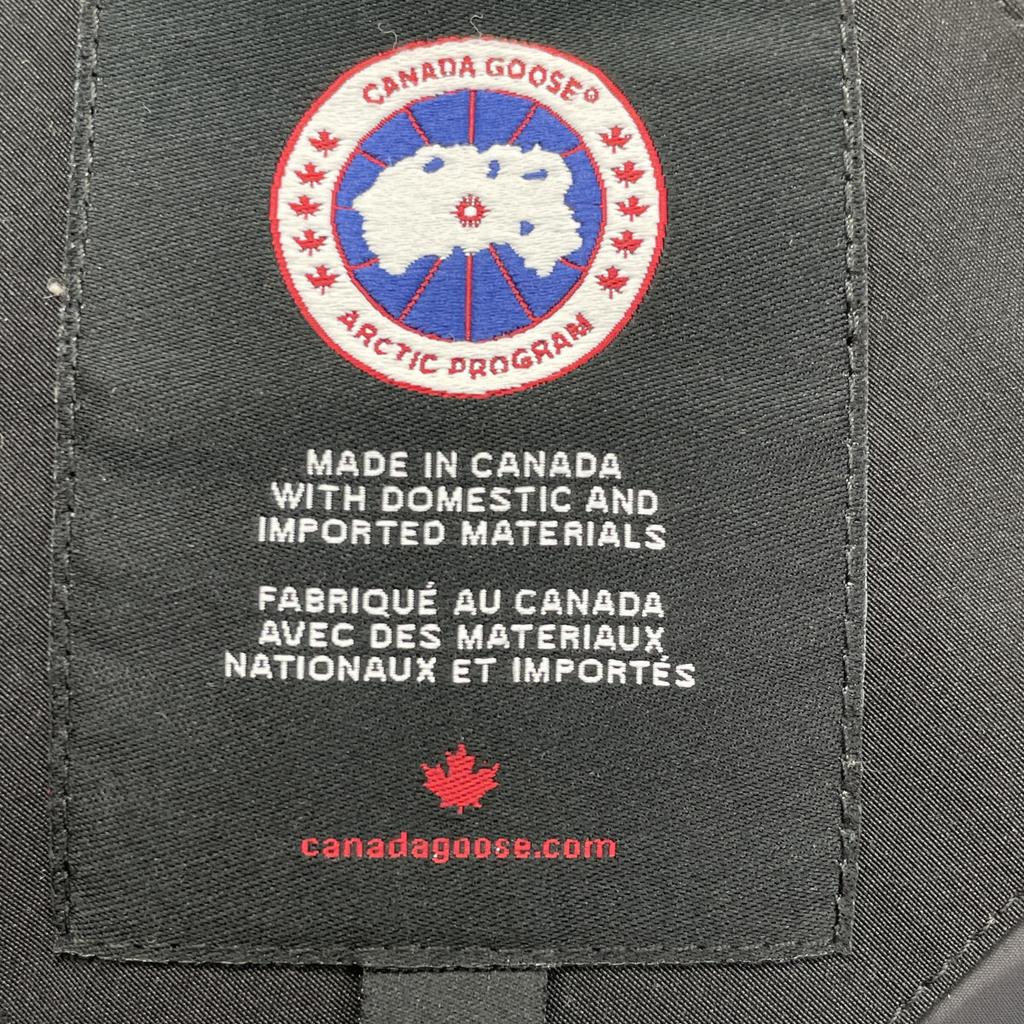 CANADA GOOSE®
ARCTIC PROGRAM
MADE IN CANADA
WITH DOMESTIC AND
IMPORTED MATERIALS
FABRIQUÉ AU CANADA
AVEC DES MATERIAUX
NATIONAUX ET IMPORTÉS
canadagoose.com